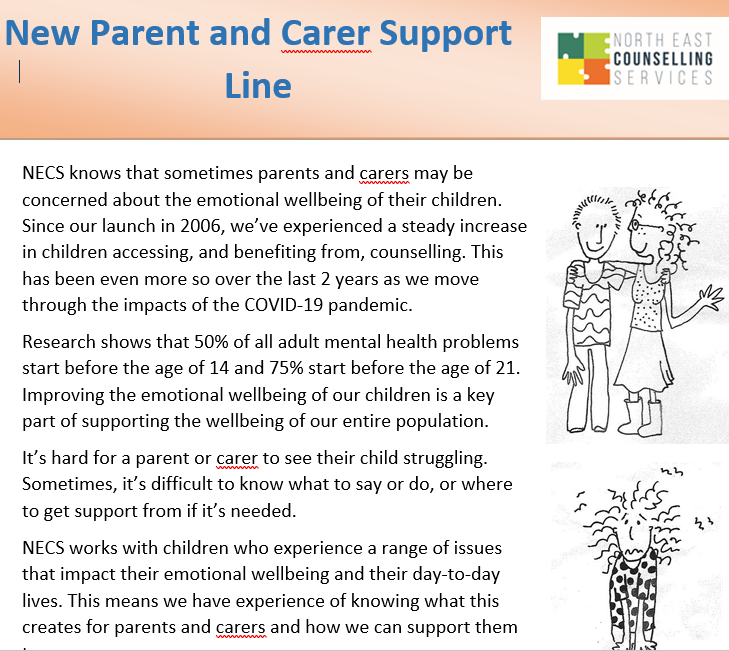 New Parent and Carer Support
Line
NORTH EAST
COUNSELLING
SERVICES
NECS knows that sometimes parents and carers may be
concerned about the emotional wellbeing of their children.
Since our launch in 2006, we’ve experienced a steady increase
in children accessing, and benefiting from, counselling. This
has been even more so over the last 2 years as we move
through the impacts of the COVID-19 pandemic.
Research shows that 50% of all adult mental health problems
start before the age of 14 and 75% start before the age of 21.
Improving the emotional wellbeing of our children is a key
part of supporting the wellbeing of our entire population.
It’s hard for a parent or carer to see their child struggling.
Sometimes, it’s difficult to know what to say or do, or where
to get support from if it’s needed.
NECS works with children who experience a range of issues
that impact their emotional wellbeing and their day-to-day
lives. This means we have experience of knowing what this
creates for parents and carers and how we can support them